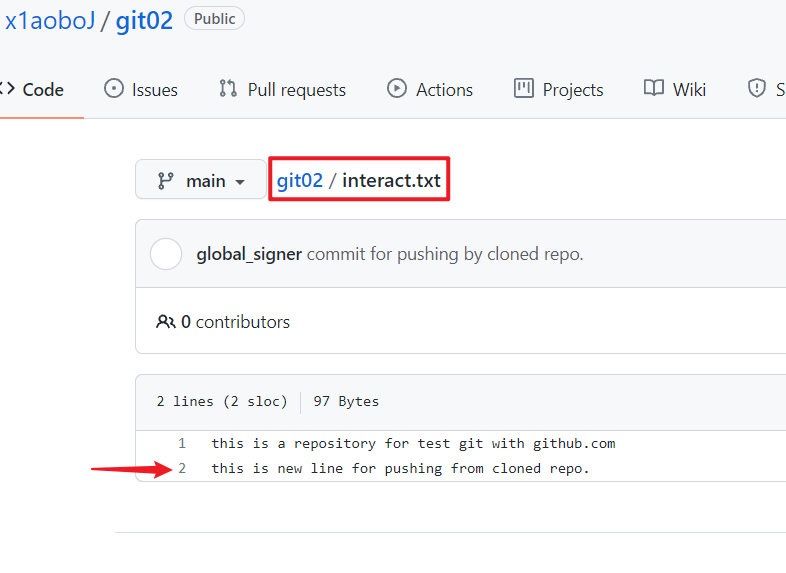 x1aoboJ / git02 Public
<> Code Issues Pull requests Actions Projects Wiki S
main git02 / interact.txt
global_signer commit for pushing by cloned repo.
0 contributors
2 lines (2 sloc) 97 Bytes
1 this is a repository for test git with github.com
2 this is new line for pushing from cloned repo.